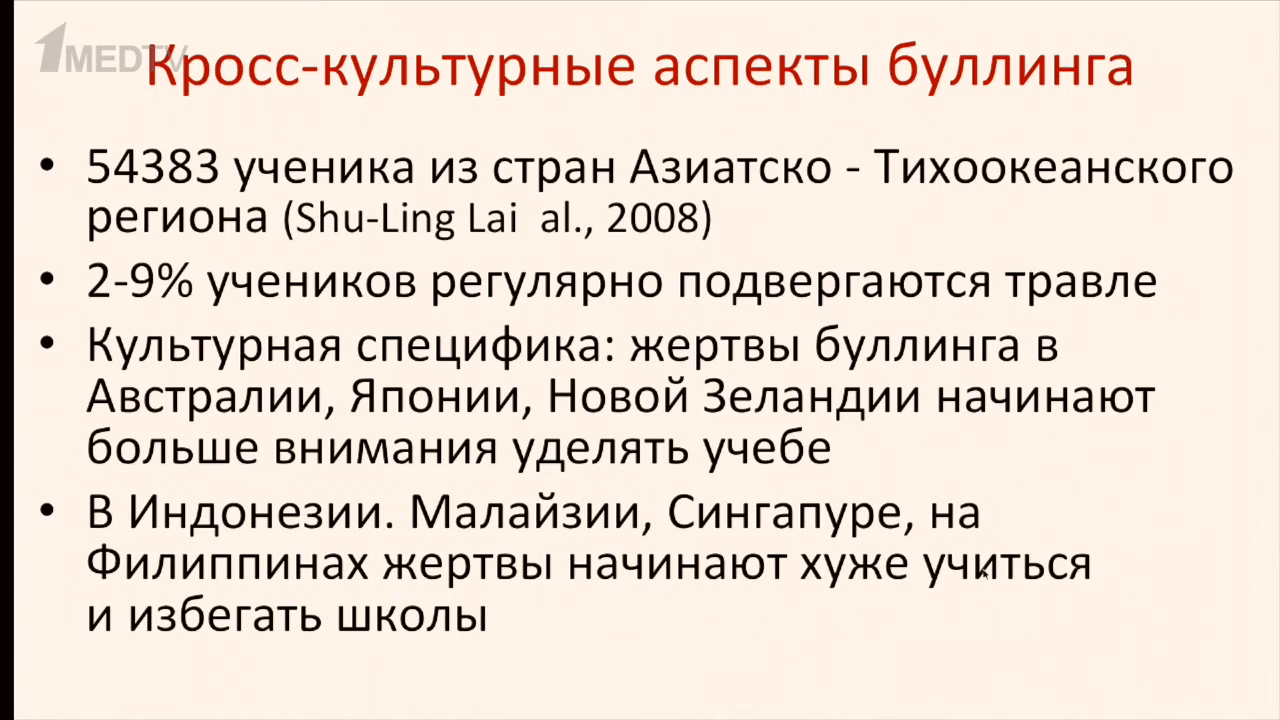 1MEDTV
Кросс-культурные аспекты буллинга
• 54383 ученика из стран Азиатско - Тихоокеанского
региона (Shu-Ling Lai al., 2008)
• 2-9% учеников регулярно подвергаются травле
• Культурная специфика: жертвы буллинга в
Австралии, Японии, Новой Зеландии начинают
больше внимания уделять учебе
• В Индонезии. Малайзии, Сингапуре, на
Филиппинах жертвы начинают хуже учиться
и избегать школы